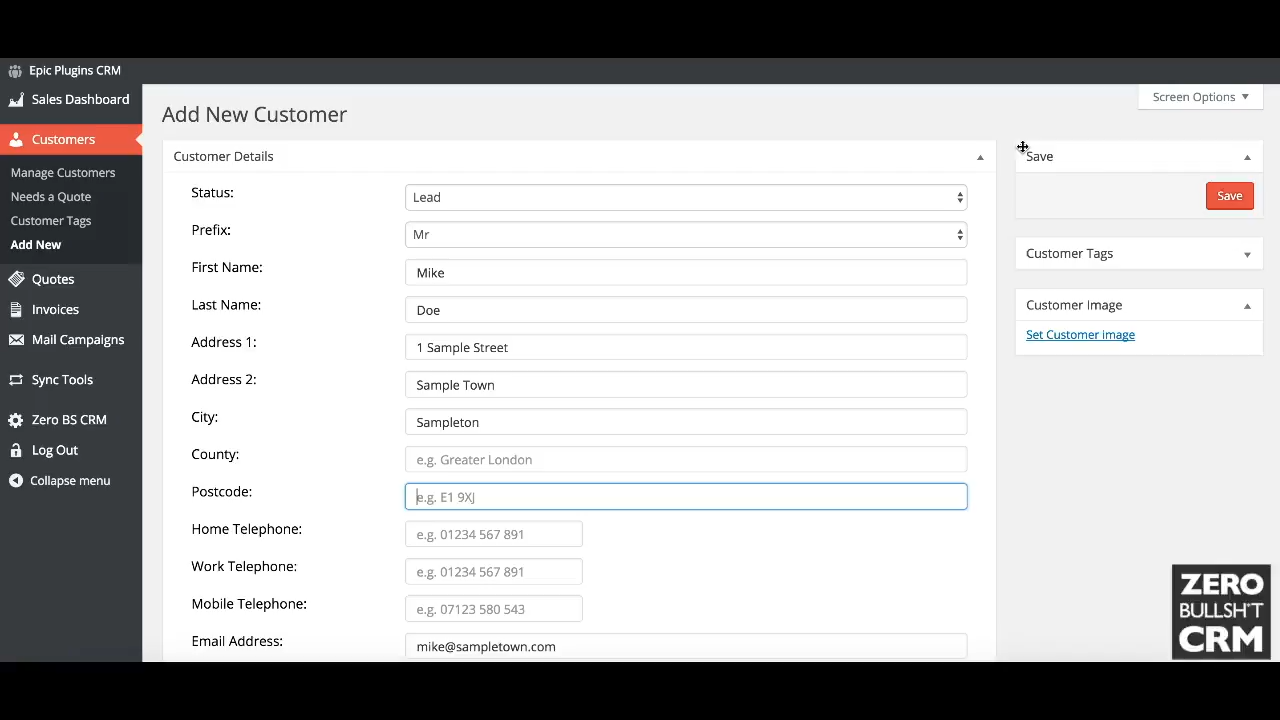 Epic Plugins CRM
Sales Dashboard
Customers
Manage Customers
Needs a Quote
Customer Tags
Add New
Quotes
Invoices
Mail Campaigns
Sync Tools
Zero BS CRM
Log Out
Collapse menu
Screen Options
Add New Customer
Customer Details
Status: Lead
Prefix: Mr
First Name: Mike
Last Name: Doe
Address 1: 1 Sample Street
Address 2: Sample Town
City: Sampleton
County: e.g. Greater London
Postcode: e.g. E1 9XJ
Home Telephone: e.g. 01234 567 891
Work Telephone: e.g. 01234 567 891
Mobile Telephone: e.g. 07123 580 543
Email Address: mike@sampletown.com
Save
Save
Customer Tags
Customer Image
Set Customer image
ZERO
BULLSH*T
CRM